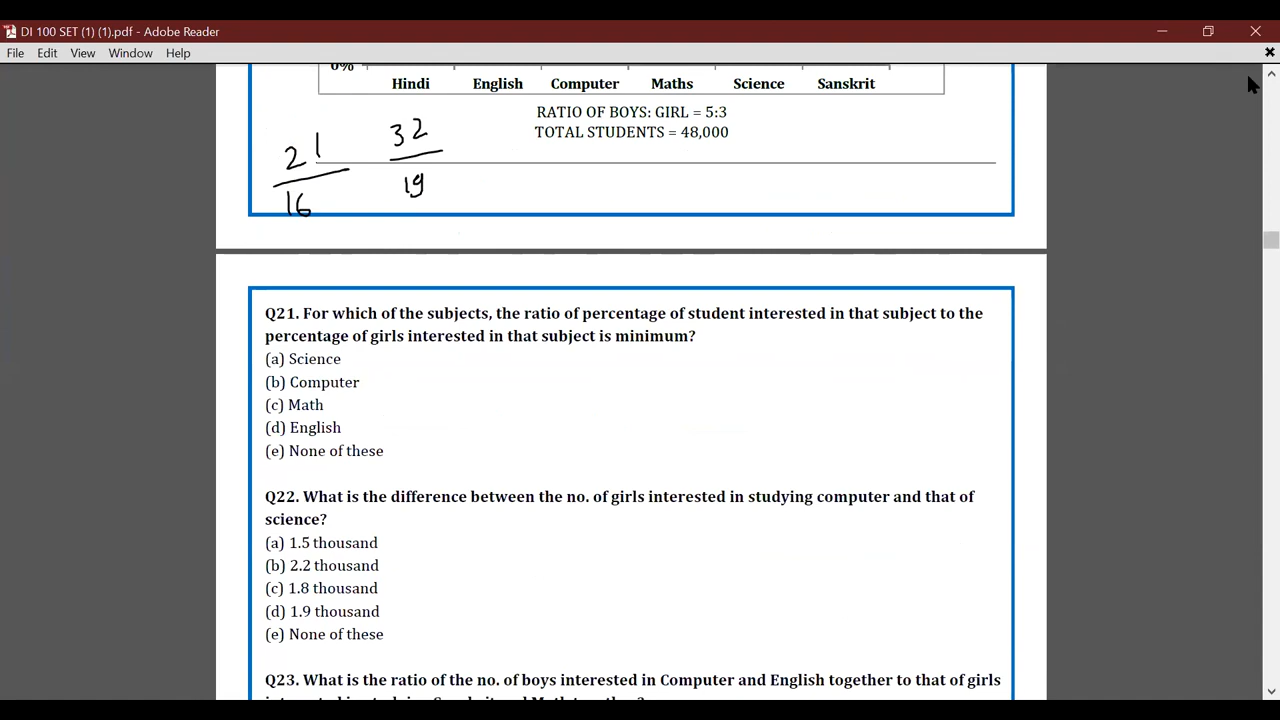 DI 100 SET (1) (1).pdf - Adobe Reader
File Edit View Window Help
0%
Hindi English Computer Maths Science Sanskrit
RATIO OF BOYS: GIRL = 5:3
TOTAL STUDENTS = 48,000
21 32
16 19
Q21. For which of the subjects, the ratio of percentage of student interested in that subject to the
percentage of girls interested in that subject is minimum?
(a) Science
(b) Computer
(c) Math
(d) English
(e) None of these
Q22. What is the difference between the no. of girls interested in studying computer and that of
science?
(a) 1.5 thousand
(b) 2.2 thousand
(c) 1.8 thousand
(d) 1.9 thousand
(e) None of these
Q23. What is the ratio of the no. of boys interested in Computer and English together to that of girls